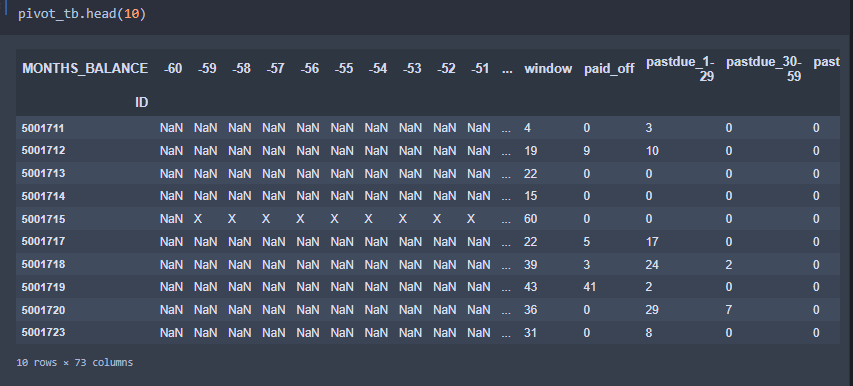 pivot_tb.head(10)
MONTHS_BALANCE -60 -59 -58 -57 -56 -55 -54 -53 -52 -51 ... window paid_off pastdue_1-29 pastdue_30-59 past
ID
5001711 NaN NaN NaN NaN NaN NaN NaN NaN NaN NaN ... 4 0 3 0 0
5001712 NaN NaN NaN NaN NaN NaN NaN NaN NaN NaN ... 19 9 10 0 0
5001713 NaN NaN NaN NaN NaN NaN NaN NaN NaN NaN ... 22 0 0 0 0
5001714 NaN NaN NaN NaN NaN NaN NaN NaN NaN NaN ... 15 0 0 0 0
5001715 NaN X X X X X X X X X ... 60 0 0 0 0
5001717 NaN NaN NaN NaN NaN NaN NaN NaN NaN NaN ... 22 5 17 0 0
5001718 NaN NaN NaN NaN NaN NaN NaN NaN NaN NaN ... 39 3 24 2 0
5001719 NaN NaN NaN NaN NaN NaN NaN NaN NaN NaN ... 43 41 2 0 0
5001720 NaN NaN NaN NaN NaN NaN NaN NaN NaN NaN ... 36 0 29 7 0
5001723 NaN NaN NaN NaN NaN NaN NaN NaN NaN NaN ... 31 0 8 0 0
10 rows × 73 columns